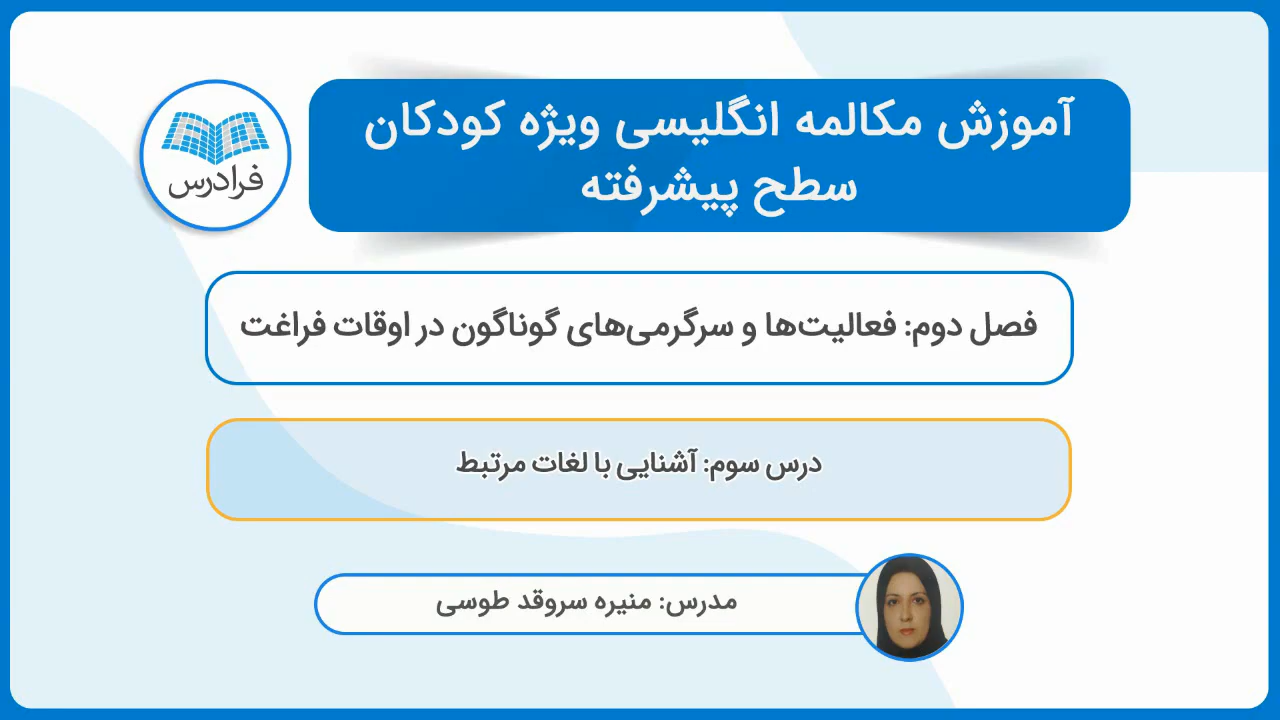 آموزش مکالمه انگلیسی ویژه کودکان
سطح پیشرفته
فرادرس
فصل دوم: فعالیت‌ها و سرگرمی‌های گوناگون در اوقات فراغت
درس سوم: آشنایی با لغات مرتبط
مدرس: منیره سروقد طوسی